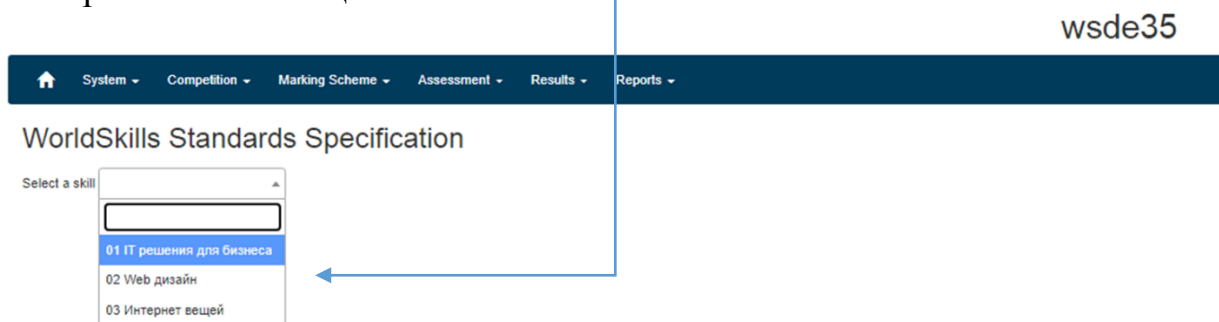 wsde35
System Competition Marking Scheme Assessment Results Reports
WorldSkills Standards Specification
Select a skill
01 IT решения для бизнеса
02 Web дизайн
03 Интернет вещей